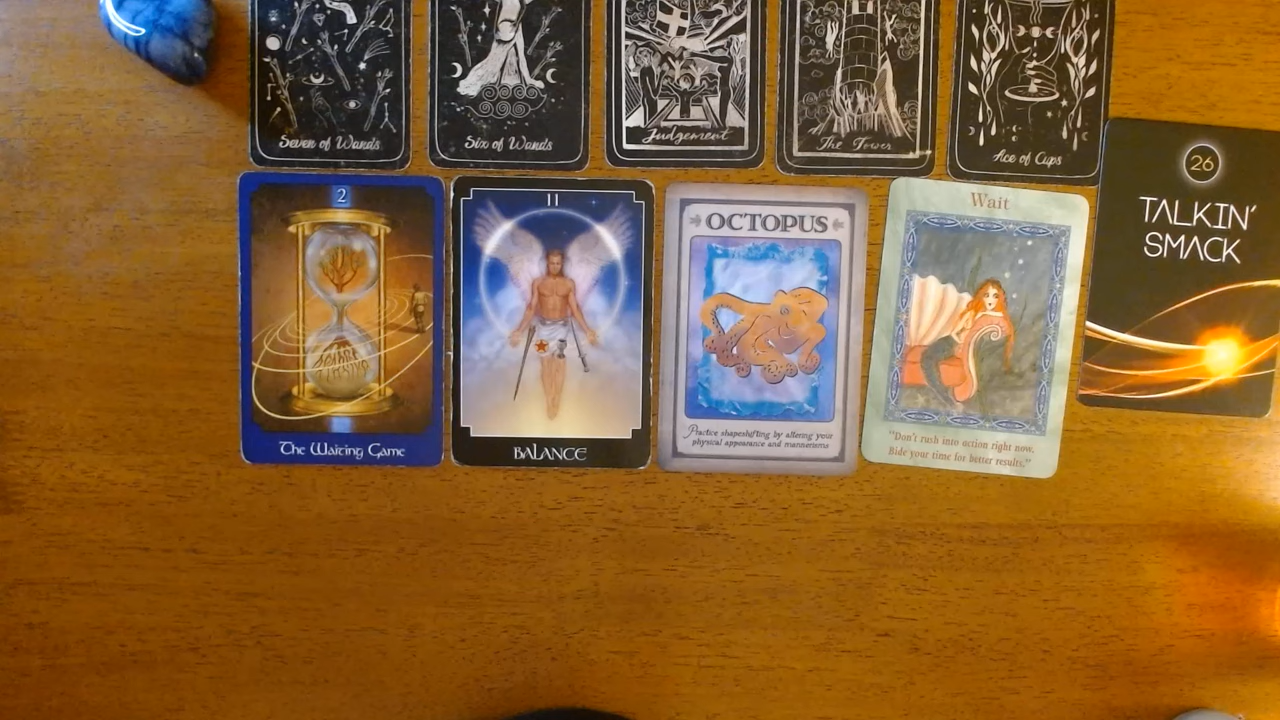 Seven of Wands
Six of Wands
Judgement
The Tower
Ace of Cups
2
The Waiting Game
11
BALANCE
OCTOPUS
Practice shapeshifting by altering your
physical appearance and mannerisms
Wait
"Don't rush into action right now.
Bide your time for better results."
26
TALKIN'
SMACK